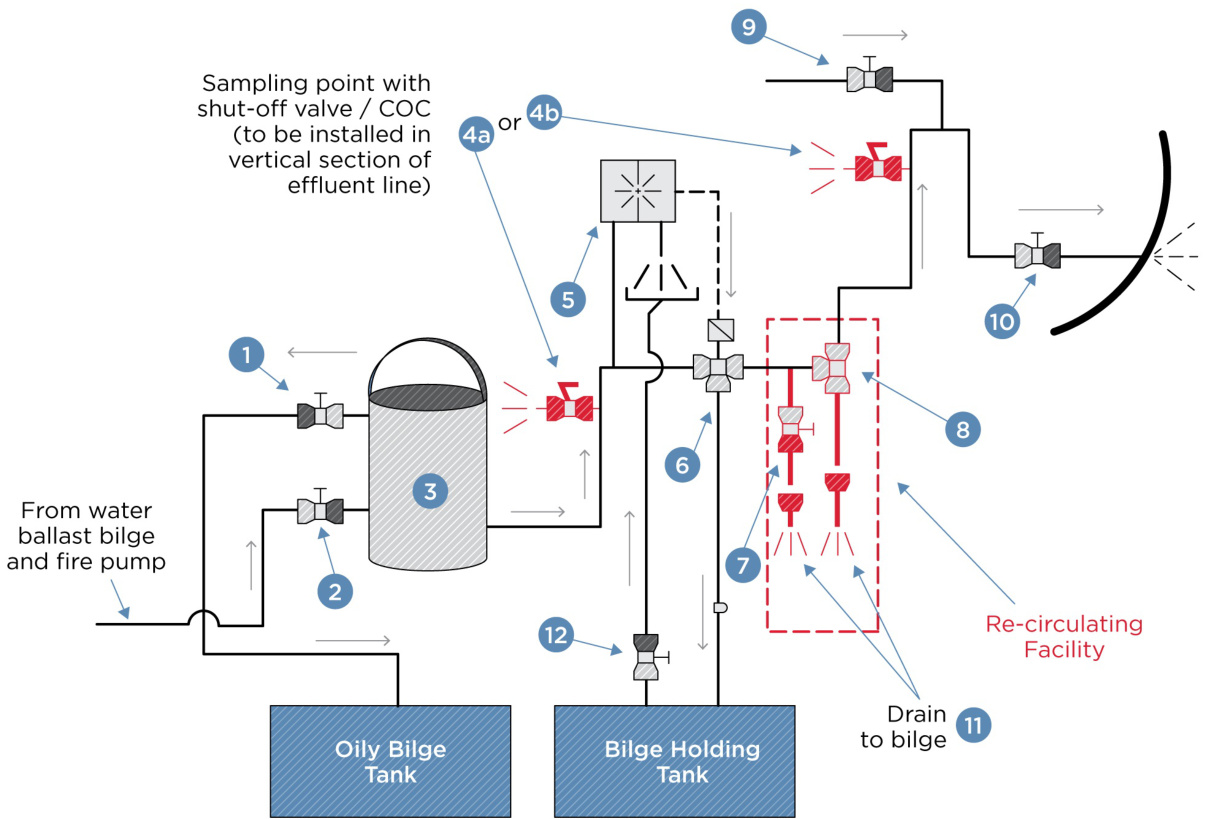 9
Sampling point with
shut-off valve / COC
(to be installed in
vertical section of
effluent line)
4a or 4b
5
10
1
8
6
3
From water
ballast bilge
and fire pump
2
7
12
Re-circulating
Facility
Drain
to bilge
11
Oily Bilge
Tank
Bilge Holding
Tank